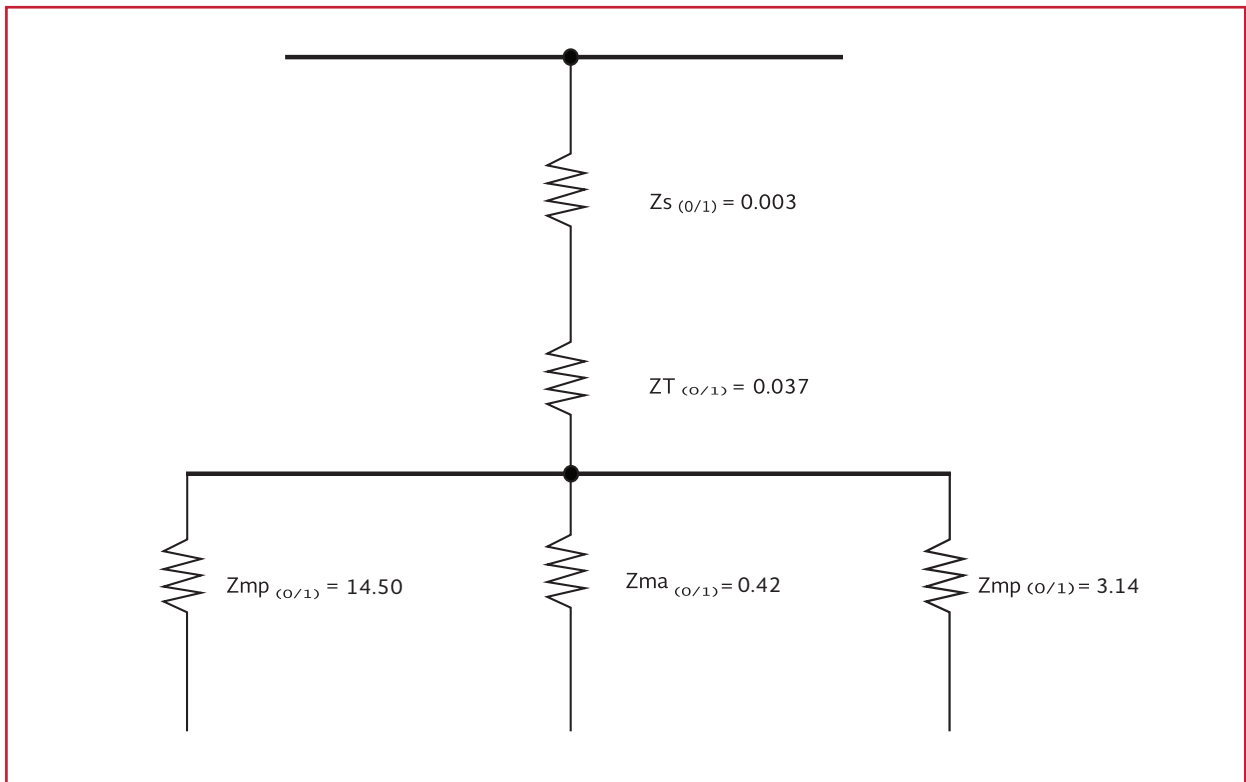 Zs (0/1) = 0.003
ZT (0/1) = 0.037
Zmp (0/1) = 14.50
Zma (0/1) = 0.42
Zmp (0/1) = 3.14